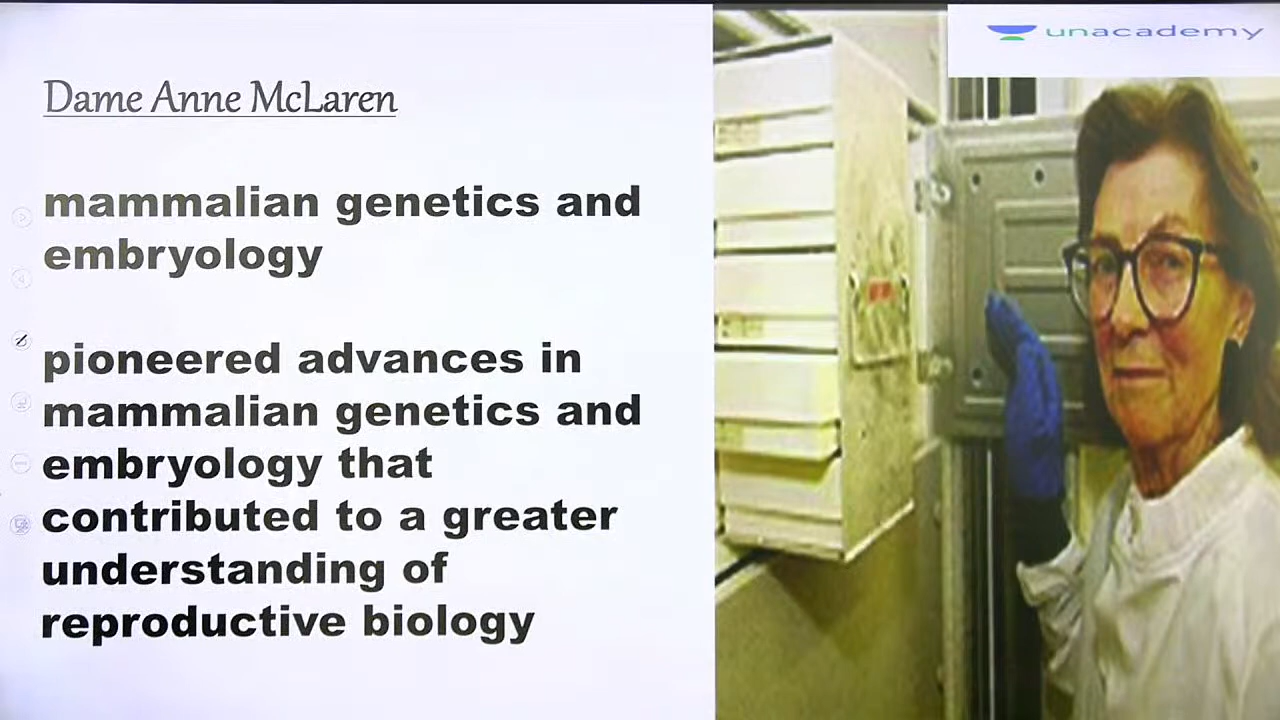 unacademy
Dame Anne McLaren
mammalian genetics and
embryology
pioneered advances in
mammalian genetics and
embryology that
contributed to a greater
understanding of
reproductive biology